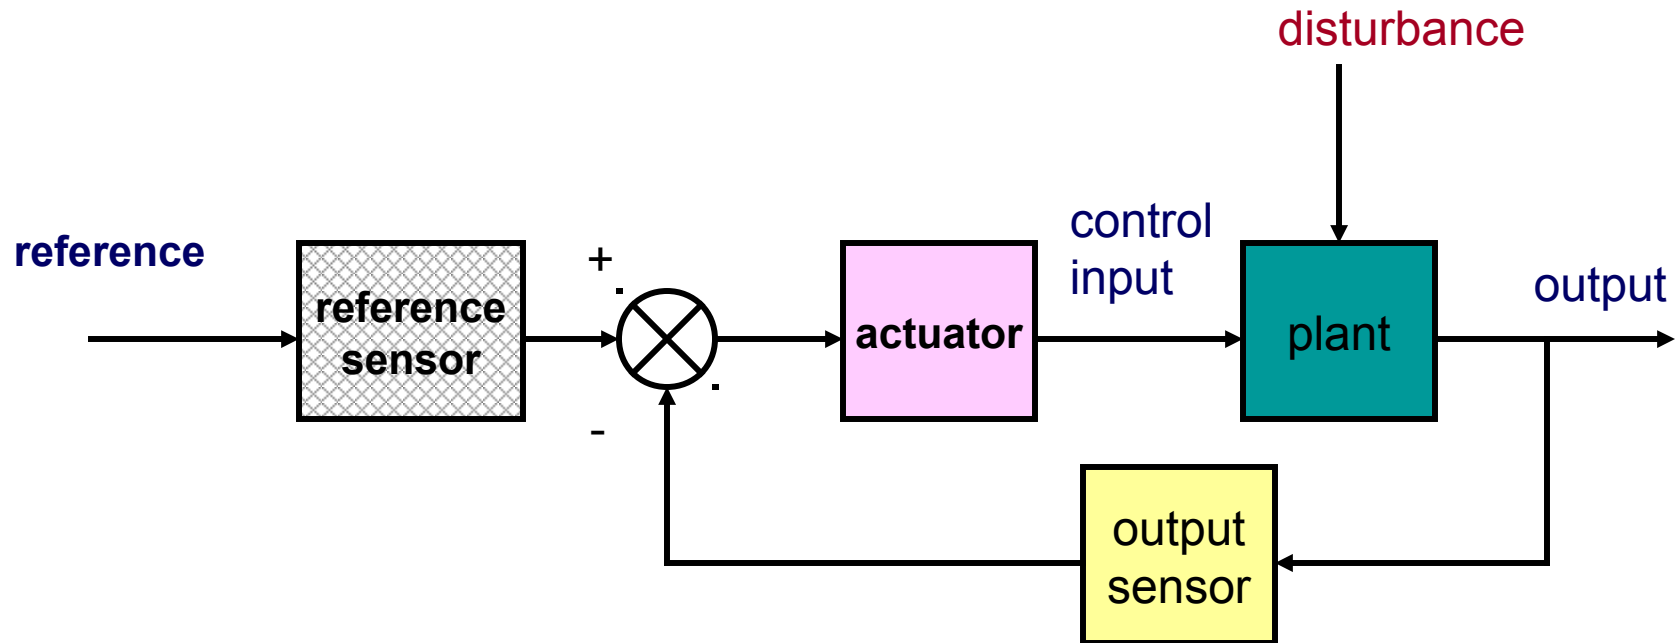 disturbance
reference
reference
sensor
+
-
actuator
control
input
plant
output
output
sensor